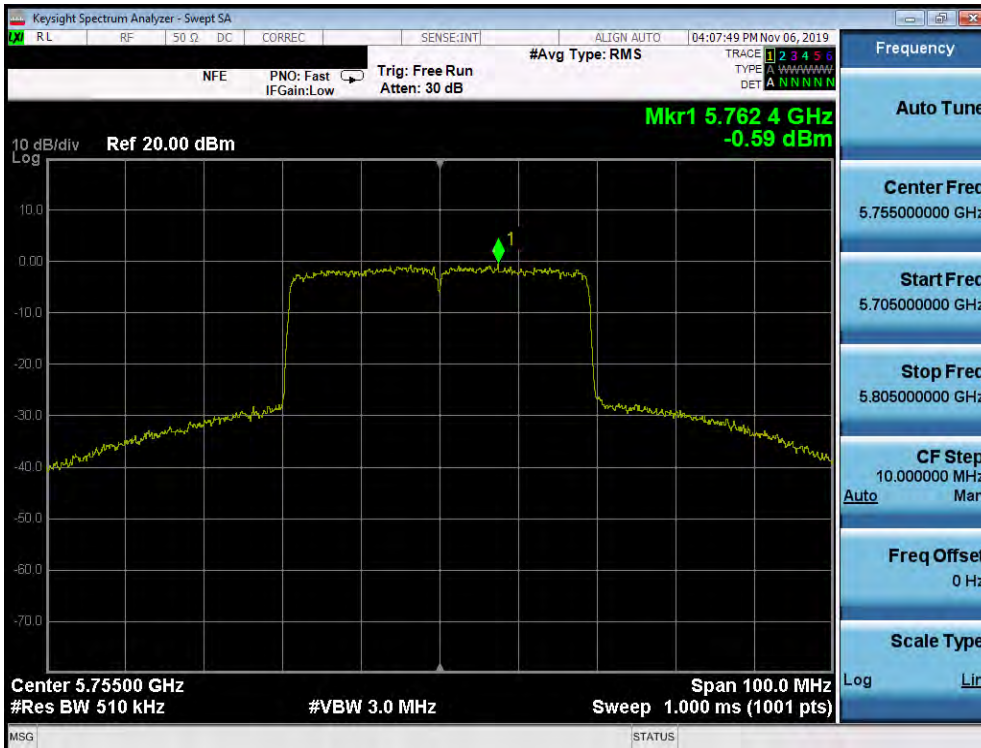 Keysight Spectrum Analyzer - Swept SA
LXI RL RF 50 Ω DC CORREC SENSE:INT ALIGN AUTO 04:07:49 PM Nov 06, 2019
Frequency
#Avg Type: RMS TRACE 1 2 3 4 5 6
NFE PNO: Fast Trig: Free Run TYPE A WWWWW
IFGain:Low Atten: 30 dB DET A N N N N N
Auto Tune
Mkr1 5.762 4 GHz
10 dB/div Ref 20.00 dBm -0.59 dBm
Log
Center Freq
5.755000000 GHz
10.0
1
0.00
Start Freq
5.705000000 GHz
-10.0
-20.0
Stop Freq
5.805000000 GHz
-30.0
-40.0
CF Step
10.000000 MHz
Auto Man
-50.0
Freq Offset
0 Hz
-60.0
-70.0
Scale Type
Log Lin
Center 5.75500 GHz Span 100.0 MHz
#Res BW 510 kHz #VBW 3.0 MHz Sweep 1.000 ms (1001 pts)
MSG STATUS